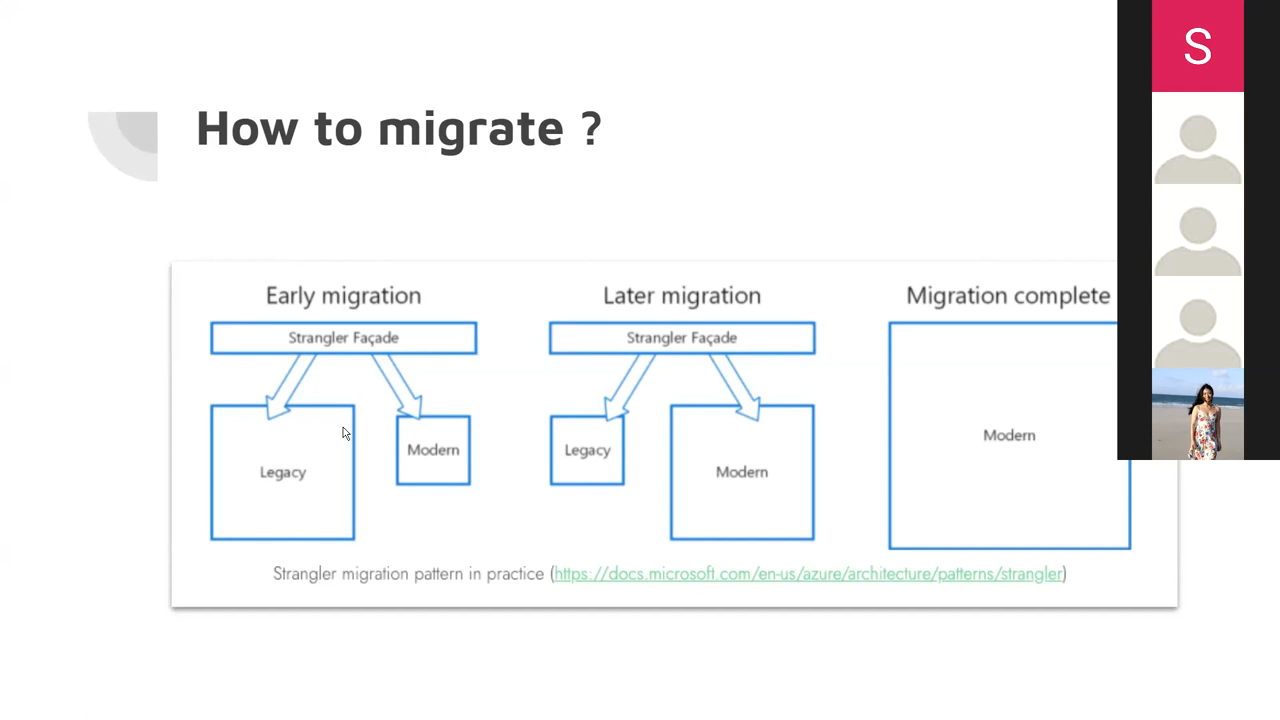 How to migrate ?
S
Early migration
Later migration
Migration complete
Strangler Façade
Strangler Façade
Legacy
Modern
Legacy
Modern
Modern
Strangler migration pattern in practice (https://docs.microsoft.com/en-us/azure/architecture/patterns/strangler)